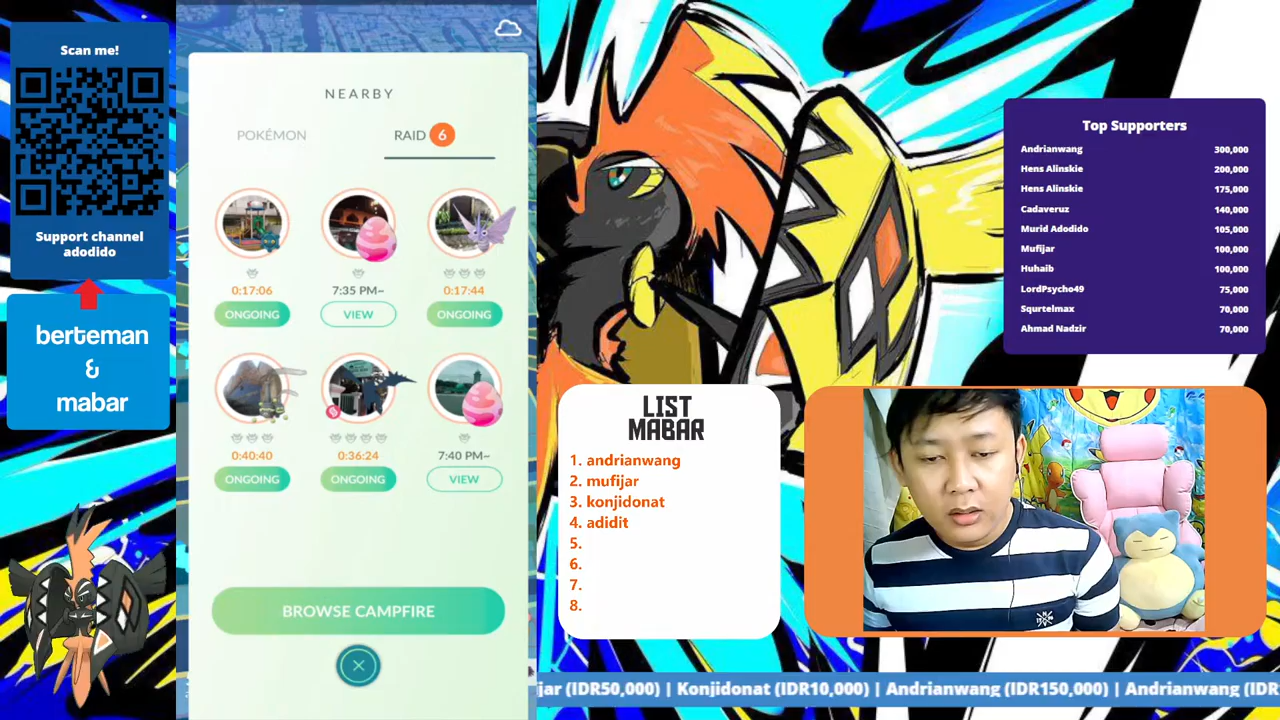 Scan me!
Support channel
adodido
berteman
&
mabar
NEARBY
POKÉMON
RAID 6
0:17:06
7:35 PM~
0:17:44
ONGOING
VIEW
ONGOING
0:40:40
0:36:24
7:40 PM~
ONGOING
ONGOING
VIEW
BROWSE CAMPFIRE
Top Supporters
Andrianwang 300,000
Hens Alinskie 200,000
Hens Alinskie 175,000
Cadaveruz 140,000
Murid Adodido 105,000
Mufijar 100,000
Huhaib 100,000
LordPsycho49 75,000
Squrtelmax 70,000
Ahmad Nadzir 70,000
LIST
MABAR
1. andrianwang
2. mufijar
3. konjidonat
4. adidit
5.
6.
7.
8.
jar (IDR50,000) | Konjidonat (IDR10,000) | Andrianwang (IDR150,000) | Andrianwang (IDR